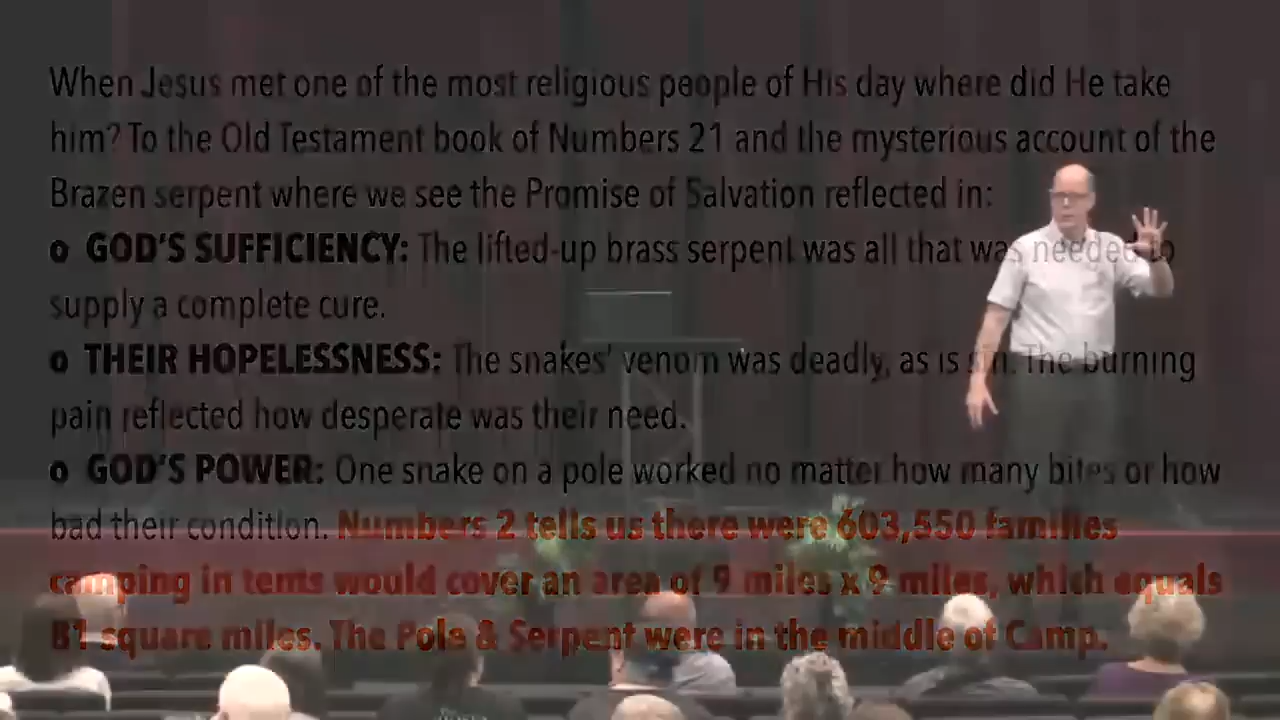 When Jesus met one of the most religious people of His day where did He take
him? To the Old Testament book of Numbers 21 and the mysterious account of the
Brazen serpent where we see the Promise of Salvation reflected in:
o GOD'S SUFFICIENCY: The lifted-up brass serpent was all that was needed to
supply a complete cure.
o THEIR HOPELESSNESS: The snakes' venom was deadly, as is sin. The burning
pain reflected how desperate was their need.
o GOD'S POWER: One snake on a pole worked no matter how many bites or how
bad their condition. Numbers 2 tells us there were 603,550 families
camping in tents would cover an area of 9 miles x 9 miles, which equals
81 square miles. The Pole & Serpent were in the middle of Camp.